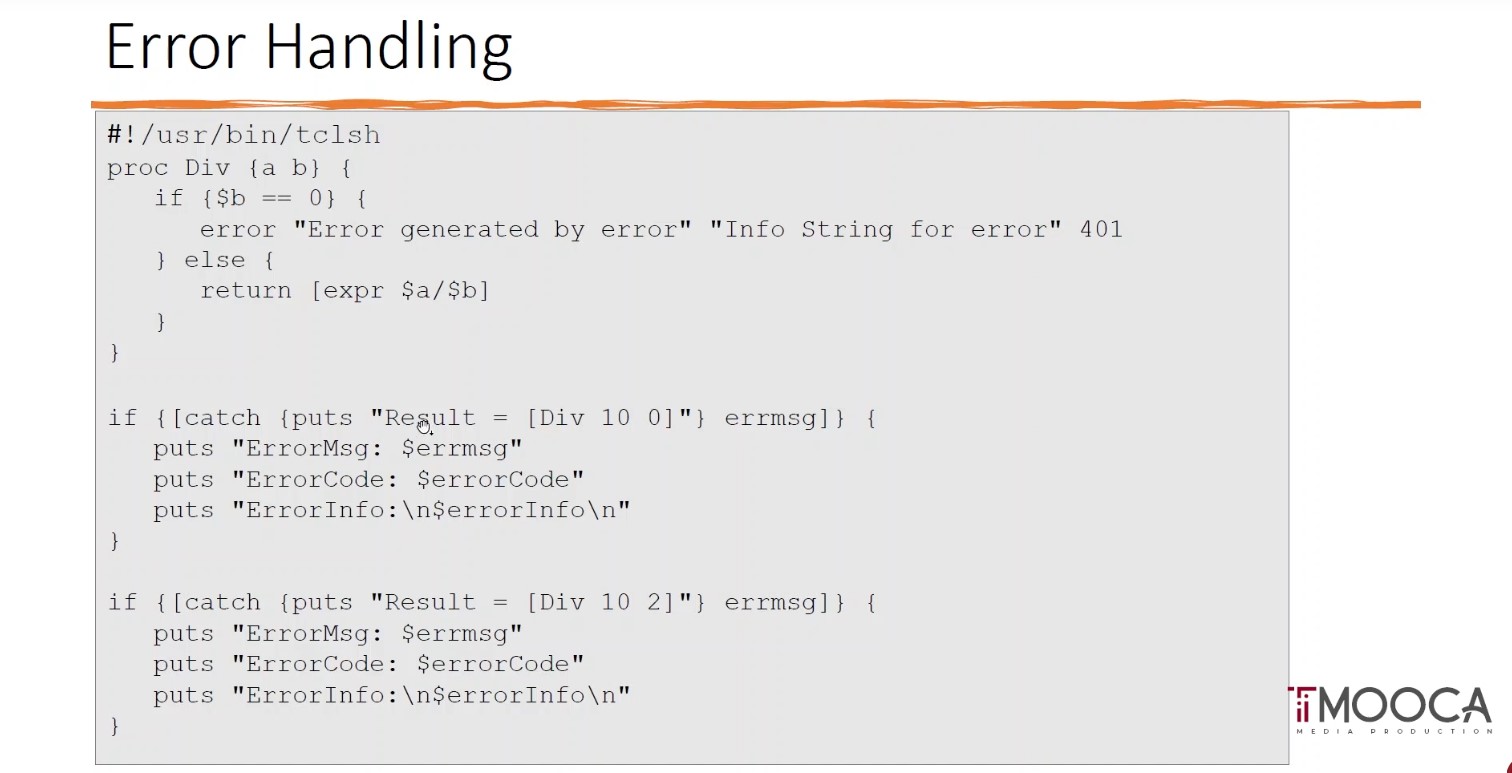 Error Handling
#!/usr/bin/tclsh
proc Div {a b} {
   if {$b == 0} {
      error "Error generated by error" "Info String for error" 401
   } else {
      return [expr $a/$b]
   }
}

if {[catch {puts "Result = [Div 10 0]"} errmsg]} {
   puts "ErrorMsg: $errmsg"
   puts "ErrorCode: $errorCode"
   puts "ErrorInfo:\n$errorInfo\n"
}

if {[catch {puts "Result = [Div 10 2]"} errmsg]} {
   puts "ErrorMsg: $errmsg"
   puts "ErrorCode: $errorCode"
   puts "ErrorInfo:\n$errorInfo\n"
}
MOOCA
MEDIA PRODUCTION